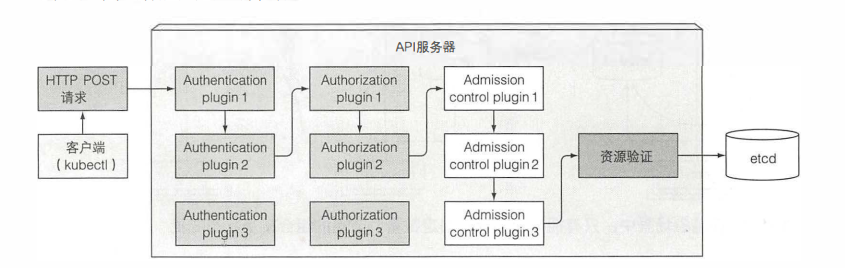 API服务器
HTTP POST
请求
客户端
（kubectl）
Authentication
plugin 1
Authentication
plugin 2
Authentication
plugin 3
Authorization
plugin 1
Authorization
plugin 2
Authorization
plugin 3
Admission
control plugin 1
Admission
control plugin 2
Admission
control plugin 3
资源验证
etcd